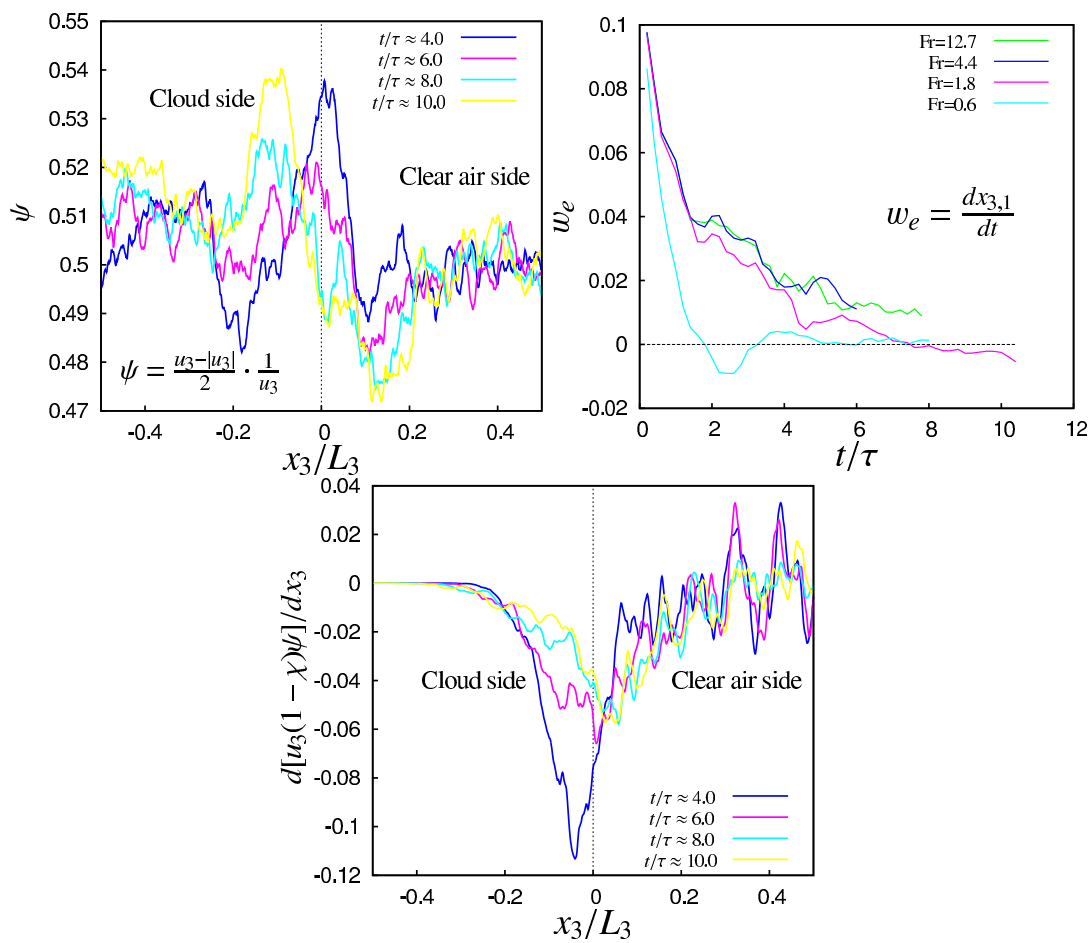 0.55
0.54
0.53
0.52
0.51
0.5
0.49
0.48
0.47
ψ
-0.4 -0.2 0 0.2 0.4
x₃/L₃
t/τ ≈ 4.0
t/τ ≈ 6.0
t/τ ≈ 8.0
t/τ ≈ 10.0
Cloud side
Clear air side
ψ = (u₃−|u₃|)/2 · 1/u₃
0.1
0.08
0.06
0.04
0.02
0
-0.02
wₑ
0 2 4 6 8 10 12
t/τ
Fr=12.7
Fr=4.4
Fr=1.8
Fr=0.6
wₑ = dx₃,₁/dt
0.04
0.02
0
-0.02
-0.04
-0.06
-0.08
-0.1
-0.12
d[u₃(1 − χ)ψ]/dx₃
-0.4 -0.2 0 0.2 0.4
x₃/L₃
Cloud side
Clear air side
t/τ ≈ 4.0
t/τ ≈ 6.0
t/τ ≈ 8.0
t/τ ≈ 10.0